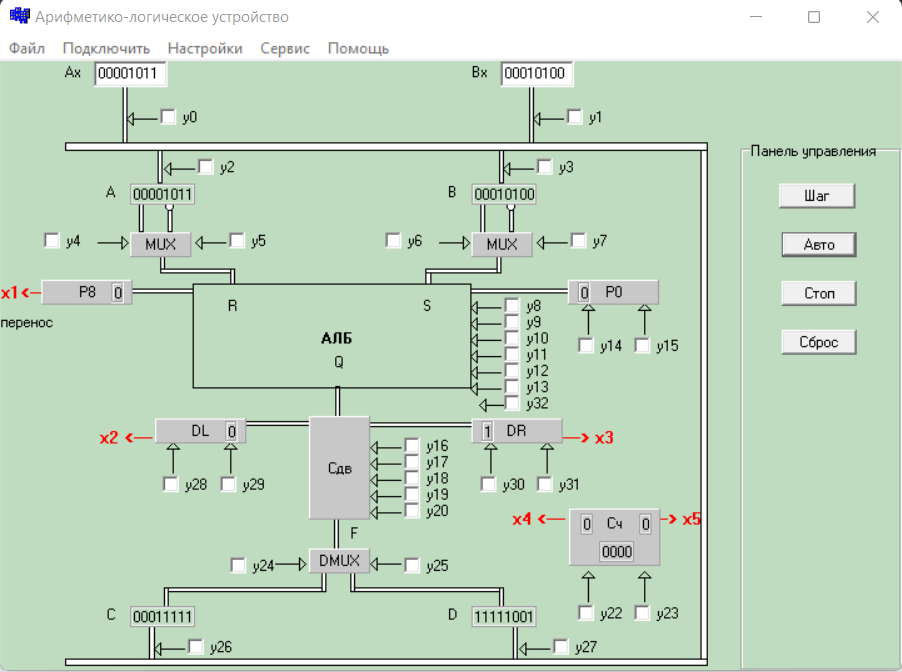 Арифметико-логическое устройство
Файл Подключить Настройки Сервис Помощь
Ax 00001011 Bx 00010100
y0 y1
Панель управления
y2 y3
A 00001011 B 00010100
Шаг
y4 MUX y5 y6 MUX y7
Авто
x1 P8 0 0 P0
Стоп
R S y8
перенос
y9
АЛБ y10
Q y11
y14 y15
Сброс
y12
y13
y32
x2 DL 0 1 DR x3
y16
Сдв y17
y18
y28 y29 y30 y31
y19
y20
x4 0 Сч 0 x5
F
0000
y24 DMUX y25
C 00011111 D 11111001
y22 y23
y26 y27